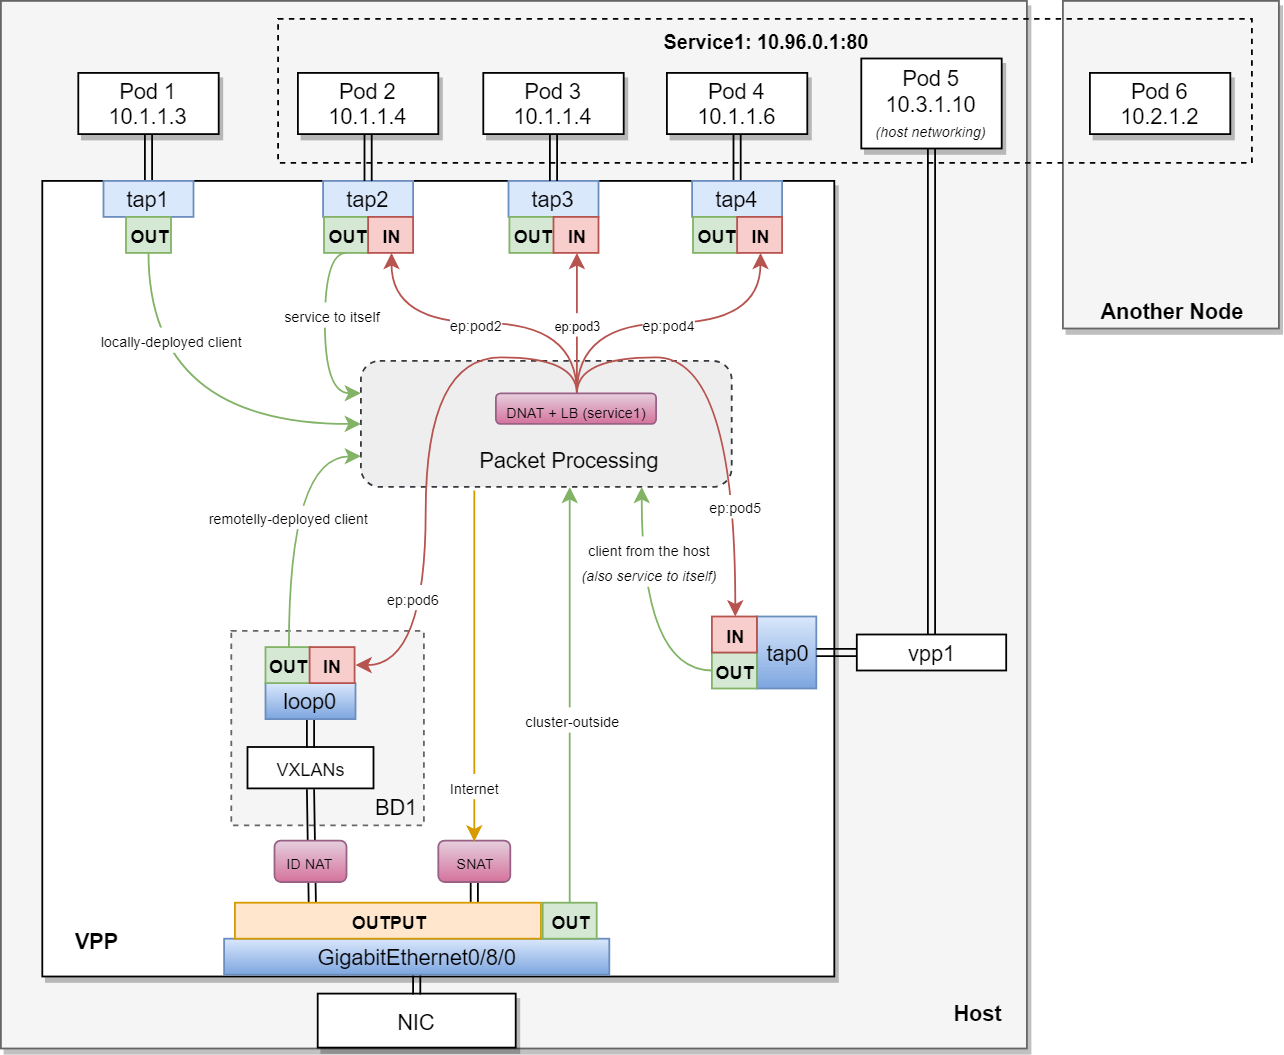 Service1: 10.96.0.1:80
Pod 1
10.1.1.3
Pod 2
10.1.1.4
Pod 3
10.1.1.4
Pod 4
10.1.1.6
Pod 5
10.3.1.10
(host networking)
Pod 6
10.2.1.2
Another Node
tap1
OUT
tap2
OUT
IN
tap3
OUT
IN
tap4
OUT
IN
service to itself
ep:pod2
ep:pod3
ep:pod4
locally-deployed client
DNAT + LB (service1)
Packet Processing
remotelly-deployed client
ep:pod5
client from the host
(also service to itself)
ep:pod6
IN
OUT
tap0
vpp1
OUT
IN
loop0
VXLANs
BD1
cluster-outside
Internet
ID NAT
SNAT
OUTPUT
OUT
GigabitEthernet0/8/0
VPP
NIC
Host